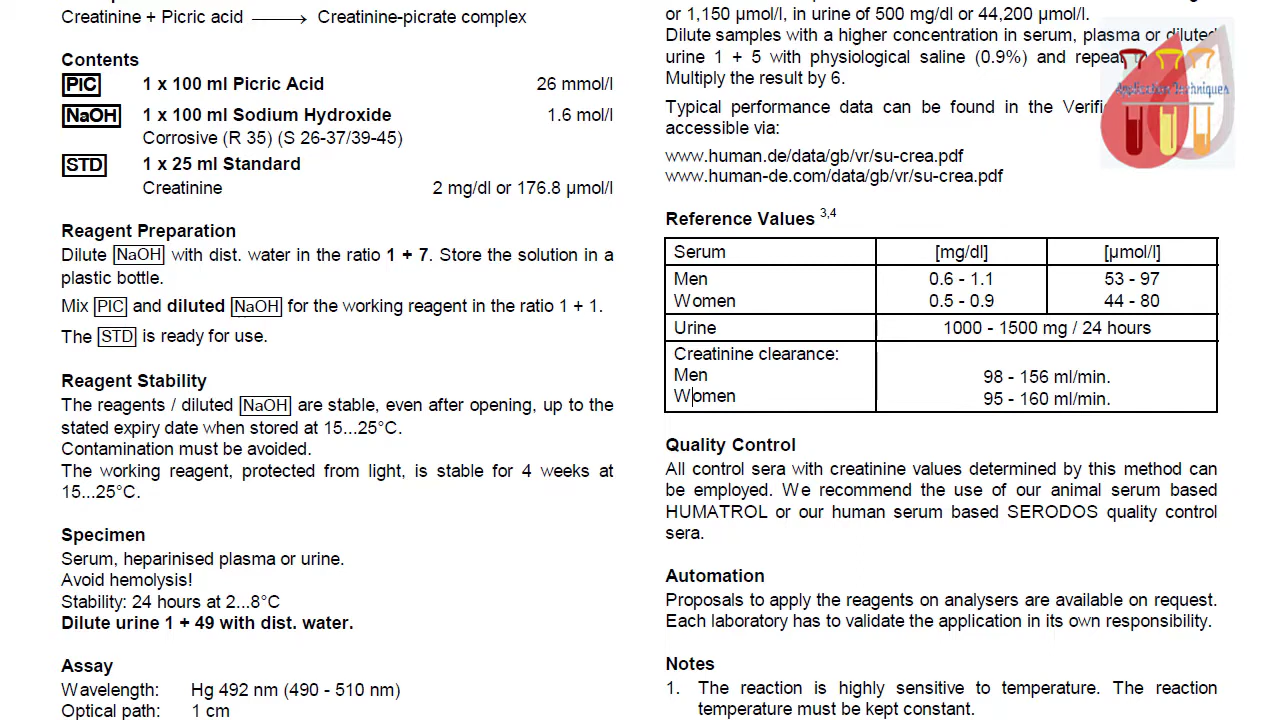 Creatinine + Picric acid ⟶ Creatinine-picrate complex
Contents
PIC 1 x 100 ml Picric Acid 26 mmol/l
NaOH 1 x 100 ml Sodium Hydroxide 1.6 mol/l
Corrosive (R 35) (S 26-37/39-45)
STD 1 x 25 ml Standard
Creatinine 2 mg/dl or 176.8 µmol/l
Reagent Preparation
Dilute NaOH with dist. water in the ratio 1 + 7. Store the solution in a
plastic bottle.
Mix PIC and diluted NaOH for the working reagent in the ratio 1 + 1.
The STD is ready for use.
Reagent Stability
The reagents / diluted NaOH are stable, even after opening, up to the
stated expiry date when stored at 15...25°C.
Contamination must be avoided.
The working reagent, protected from light, is stable for 4 weeks at
15...25°C.
Specimen
Serum, heparinised plasma or urine.
Avoid hemolysis!
Stability: 24 hours at 2...8°C
Dilute urine 1 + 49 with dist. water.
Assay
Wavelength: Hg 492 nm (490 - 510 nm)
Optical path: 1 cm
or 1,150 µmol/l, in urine of 500 mg/dl or 44,200 µmol/l.
Dilute samples with a higher concentration in serum, plasma or diluted
urine 1 + 5 with physiological saline (0.9%) and repeat
Multiply the result by 6.
Typical performance data can be found in the
accessible via:
www.human.de/data/gb/vr/su-crea.pdf
www.human-de.com/data/gb/vr/su-crea.pdf
Application Techniques
Reference Values 3,4
Serum [mg/dl] [µmol/l]
Men 0.6 - 1.1 53 - 97
Women 0.5 - 0.9 44 - 80
Urine 1000 - 1500 mg / 24 hours
Creatinine clearance:
Men 98 - 156 ml/min.
Women 95 - 160 ml/min.
Quality Control
All control sera with creatinine values determined by this method can
be employed. We recommend the use of our animal serum based
HUMATROL or our human serum based SERODOS quality control
sera.
Automation
Proposals to apply the reagents on analysers are available on request.
Each laboratory has to validate the application in its own responsibility.
Notes
1. The reaction is highly sensitive to temperature. The reaction
temperature must be kept constant.